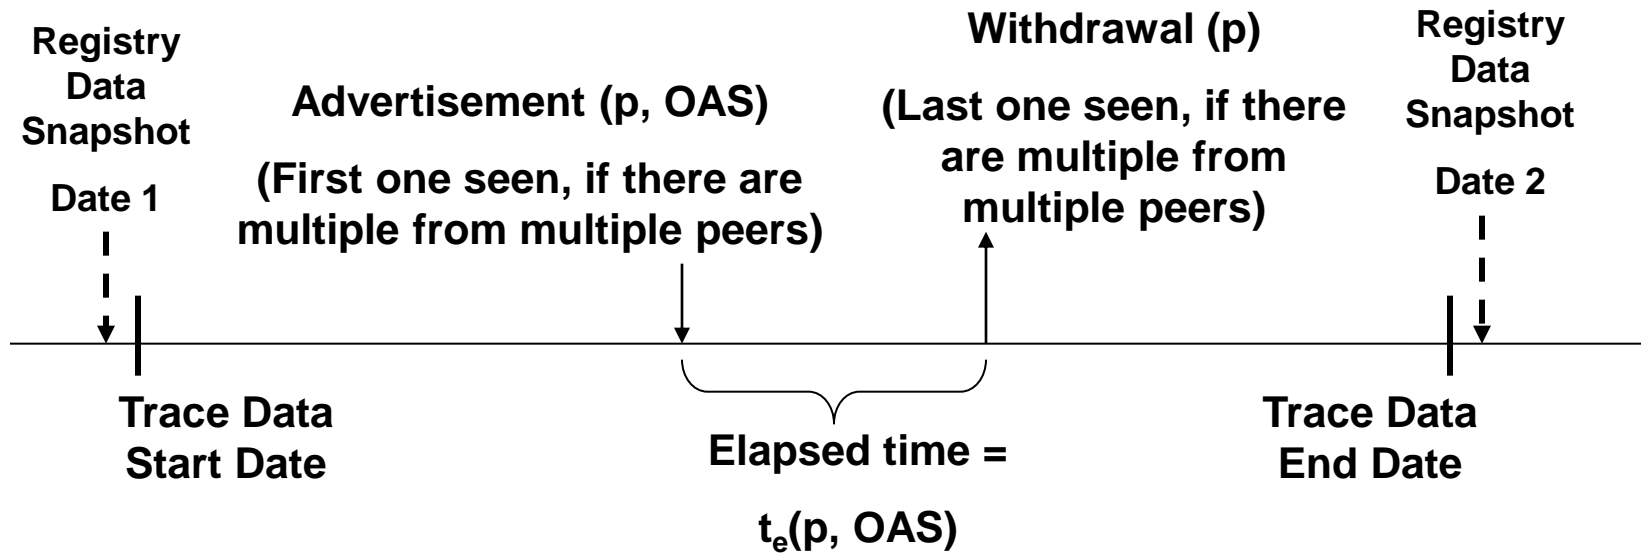 Registry
Data
Snapshot
Date 1
Advertisement (p, OAS)
(First one seen, if there are
multiple from multiple peers)
Withdrawal (p)
(Last one seen, if there
are multiple from
multiple peers)
Registry
Data
Snapshot
Date 2
Trace Data
Start Date
Elapsed time =
te(p, OAS)
Trace Data
End Date